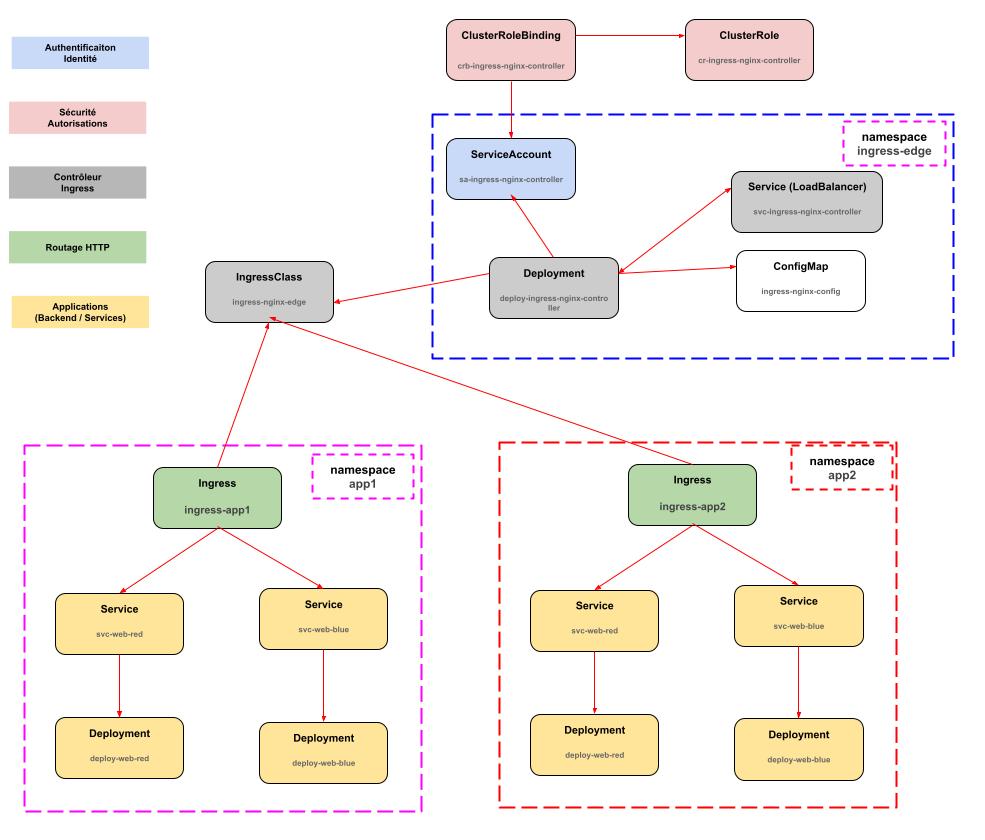 Authentificaiton
Identité
Sécurité
Autorisations
Contrôleur
Ingress
Routage HTTP
Applications
(Backend / Services)
ClusterRoleBinding
crb-ingress-nginx-controller
ClusterRole
cr-ingress-nginx-controller
namespace
ingress-edge
ServiceAccount
sa-ingress-nginx-controller
Service (LoadBalancer)
svc-ingress-nginx-controller
Deployment
deploy-ingress-nginx-contro
ller
ConfigMap
ingress-nginx-config
IngressClass
ingress-nginx-edge
namespace
app1
Ingress
ingress-app1
Service
svc-web-red
Service
svc-web-blue
Deployment
deploy-web-red
Deployment
deploy-web-blue
namespace
app2
Ingress
ingress-app2
Service
svc-web-red
Service
svc-web-blue
Deployment
deploy-web-red
Deployment
deploy-web-blue